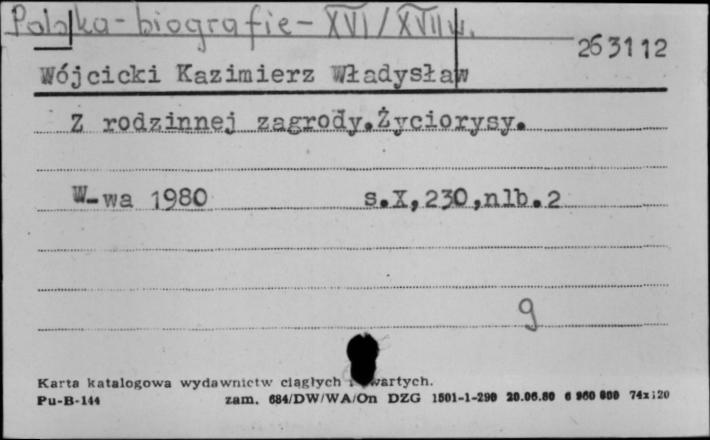 Polska - biografie - XVI/XVII w.
263112
Wójcicki Kazimierz Władysław
Z rodzinnej zagrody.Życiorysy.
W-wa 1980 s.X,230,nlb.2
9
Karta katalogowa wydawnictw ciągłych i zwartych.
Pu-B-144 zam. 684/DW/WA/On DZG 1501-1-290 20.06.80 6 960 000 74x120